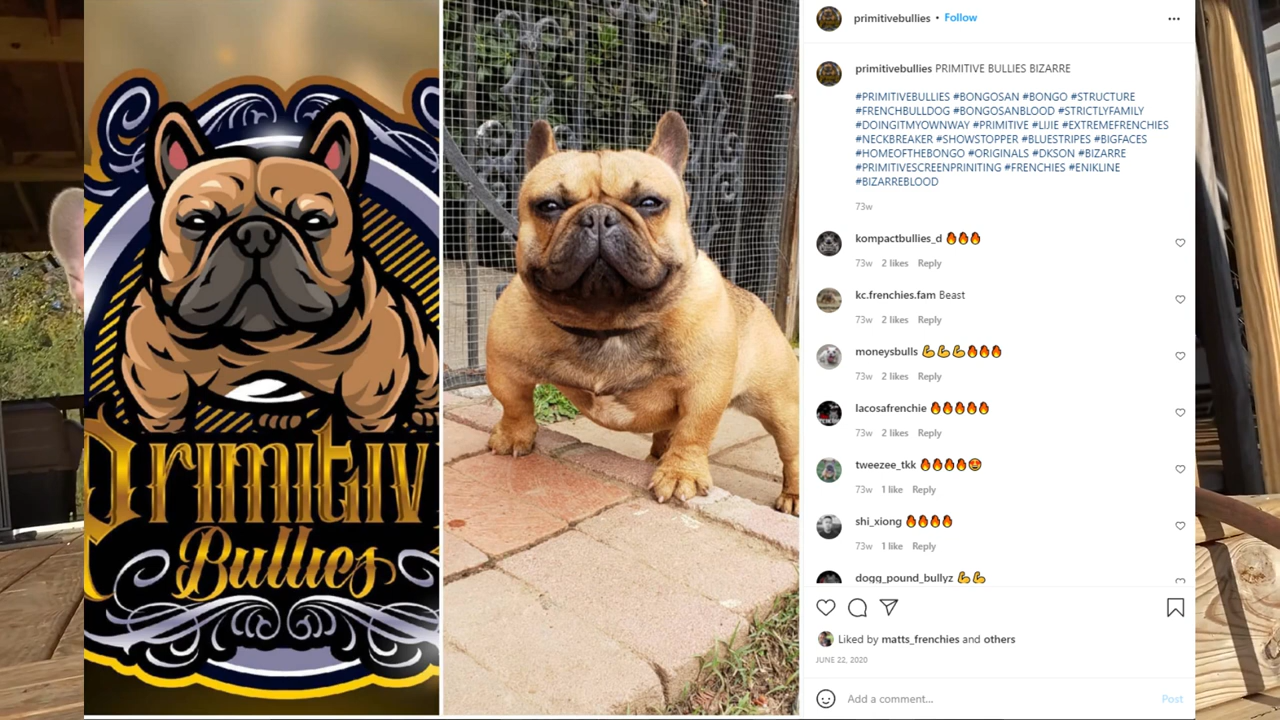 Primitiv
Bullies
primitivebullies • Follow
primitivebullies PRIMITIVE BULLIES BIZARRE
#PRIMITIVEBULLIES #BONGOSAN #BONGO #STRUCTURE
#FRENCHBULLDOG #BONGOSANBLOOD #STRICTLYFAMILY
#DOINGITMYOWNWAY #PRIMITIVE #LIJIE #EXTREMEFRENCHIES
#NECKBREAKER #SHOWSTOPPER #BLUESTRIPES #BIGFACES
#HOMEOFTHEBONGO #ORIGINALS #DKSON #BIZARRE
#PRIMITIVESCREENPRINITING #FRENCHIES #ENIKLINE
#BIZARREBLOOD
73w
kompactbullies_d 🔥🔥🔥
73w 2 likes Reply
kc.frenchies.fam Beast
73w 2 likes Reply
moneysbulls 💪💪💪🔥🔥🔥
73w 2 likes Reply
lacosafrenchie 🔥🔥🔥🔥🔥
73w 2 likes Reply
tweezee_tkk 🔥🔥🔥🔥😍
73w 1 like Reply
shi_xiong 🔥🔥🔥🔥
73w 1 like Reply
dogg_pound_bullyz 💪💪
Liked by matts_frenchies and others
JUNE 22, 2020
Add a comment... Post